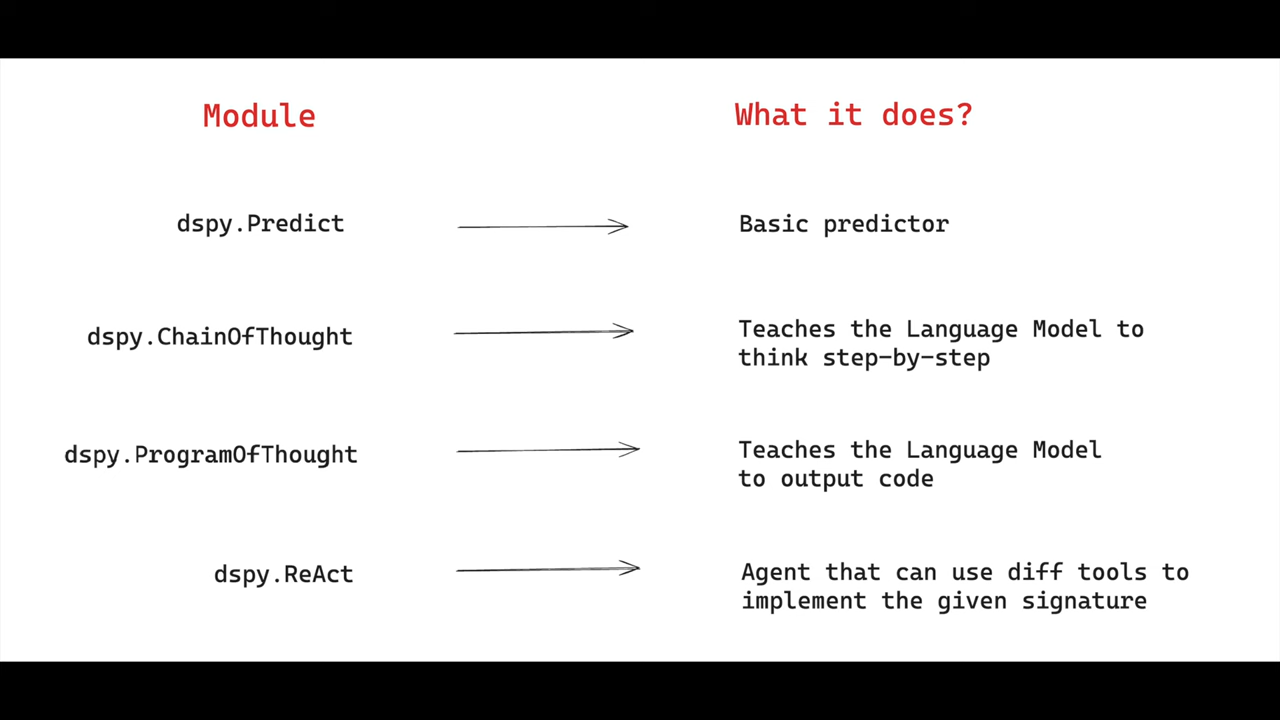 Module
What it does?
dspy.Predict
Basic predictor
dspy.ChainOfThought
Teaches the Language Model to
think step-by-step
dspy.ProgramOfThought
Teaches the Language Model
to output code
dspy.ReAct
Agent that can use diff tools to
implement the given signature